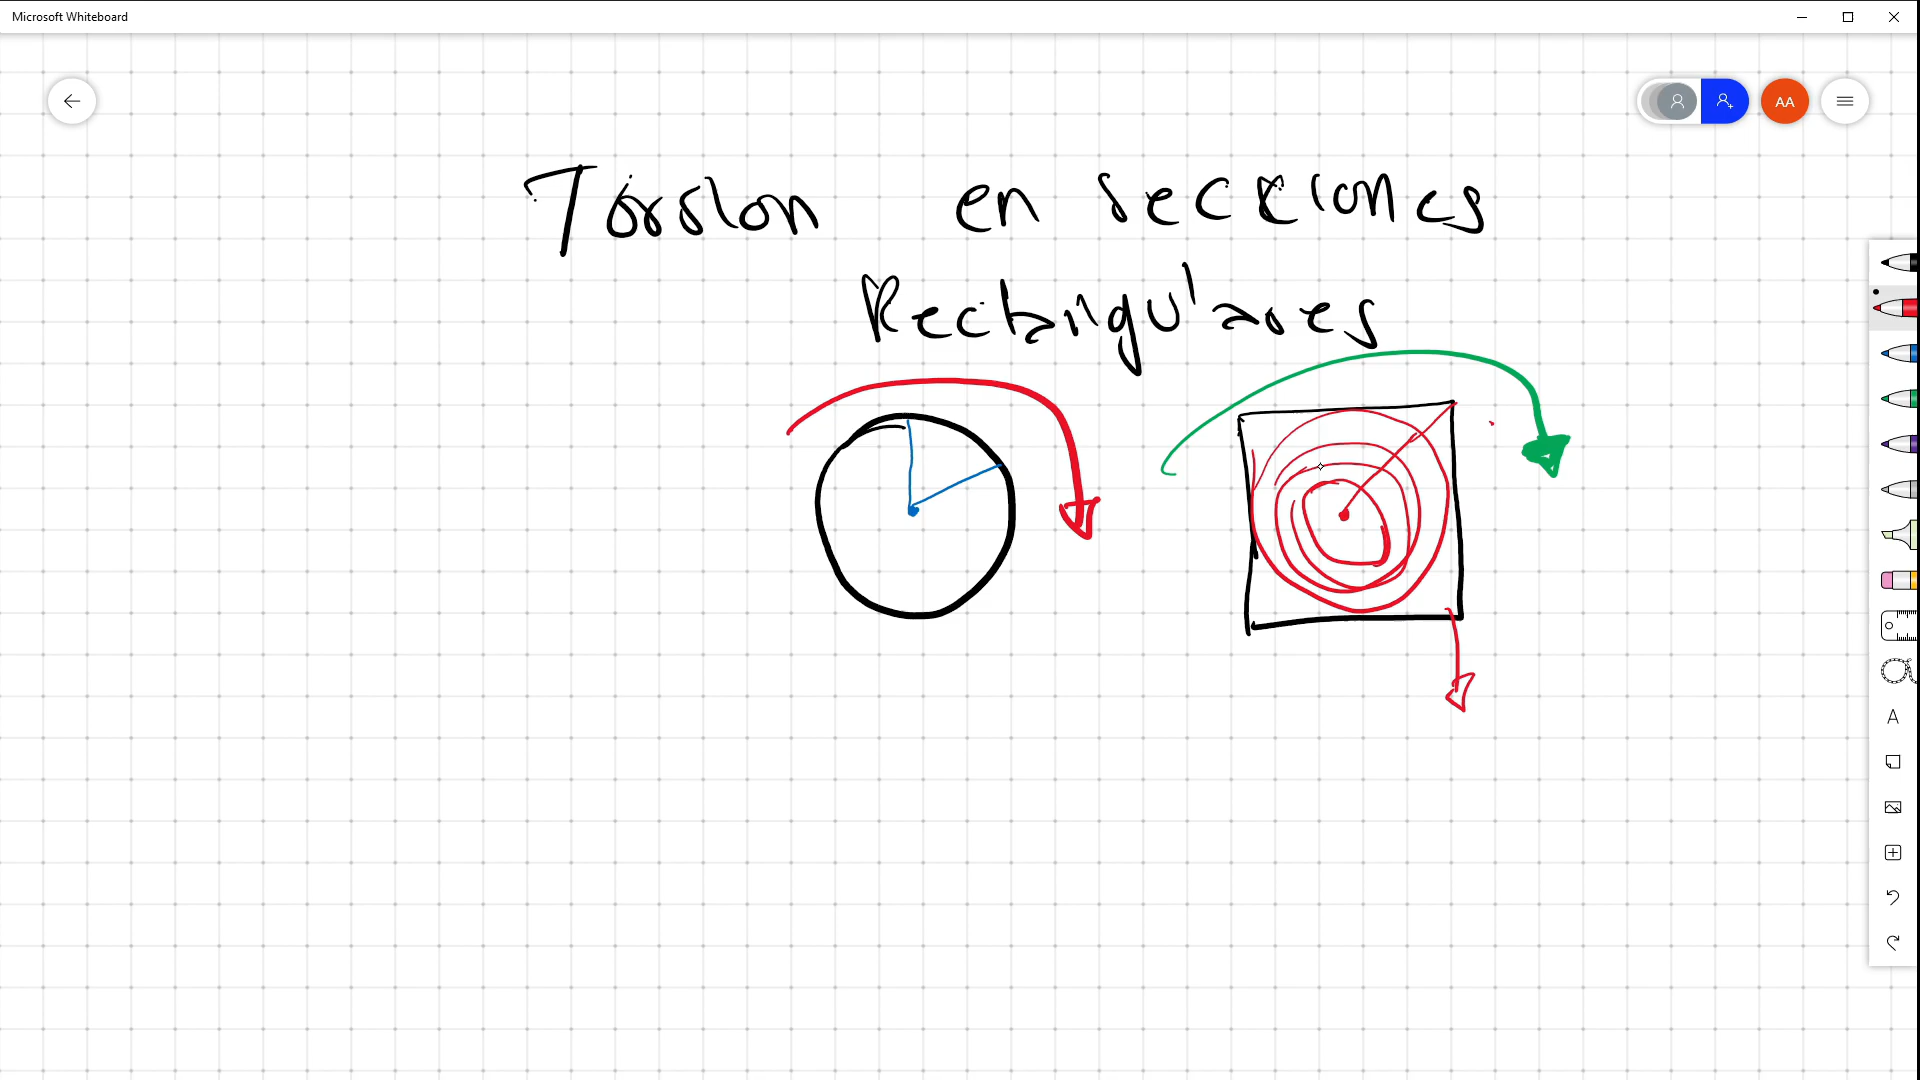 Microsoft Whiteboard
AA
Torsion en secciones
Rectangulares
A